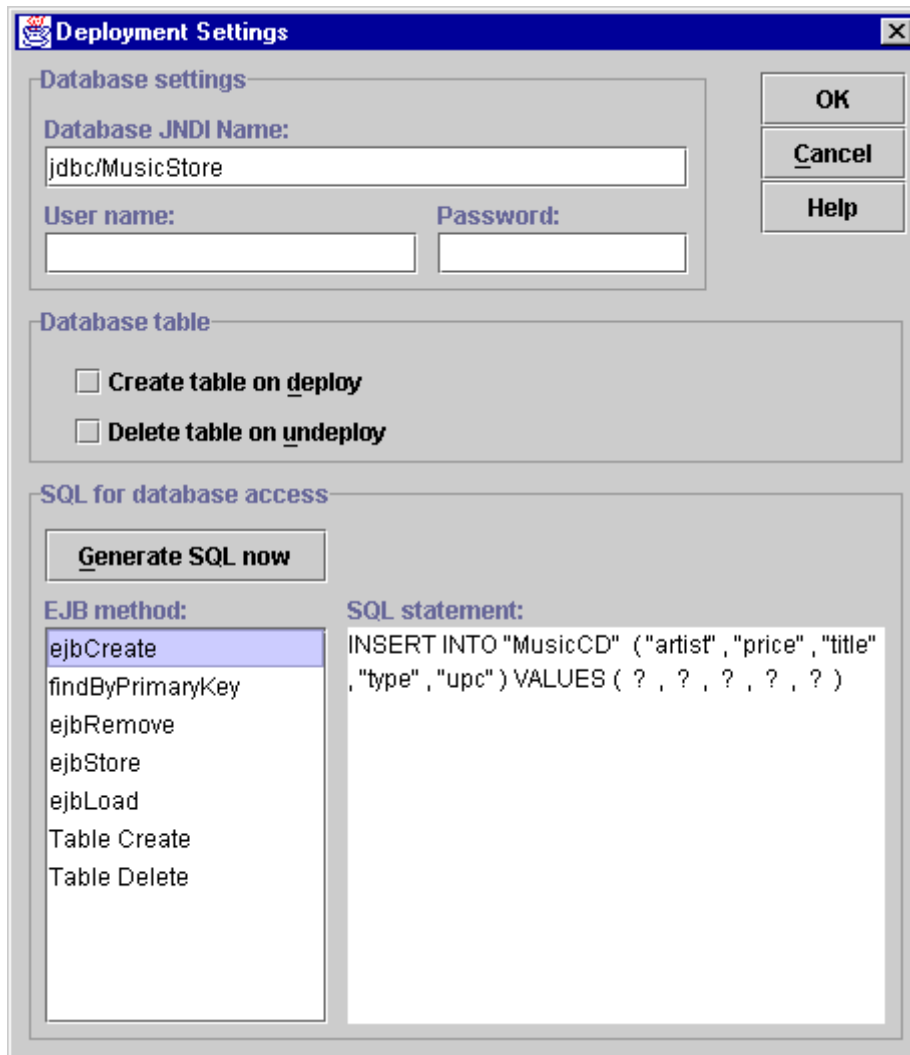 Deployment Settings
Database settings
OK
Database JNDI Name:
jdbc/MusicStore
Cancel
User name:
Password:
Help
Database table
Create table on deploy
Delete table on undeploy
SQL for database access
Generate SQL now
EJB method:
SQL statement:
ejbCreate
findByPrimaryKey
ejbRemove
ejbStore
ejbLoad
Table Create
Table Delete
INSERT INTO "MusicCD" ("artist" , "price" , "title"
, "type" , "upc" ) VALUES ( ? , ? , ? , ? , ? )